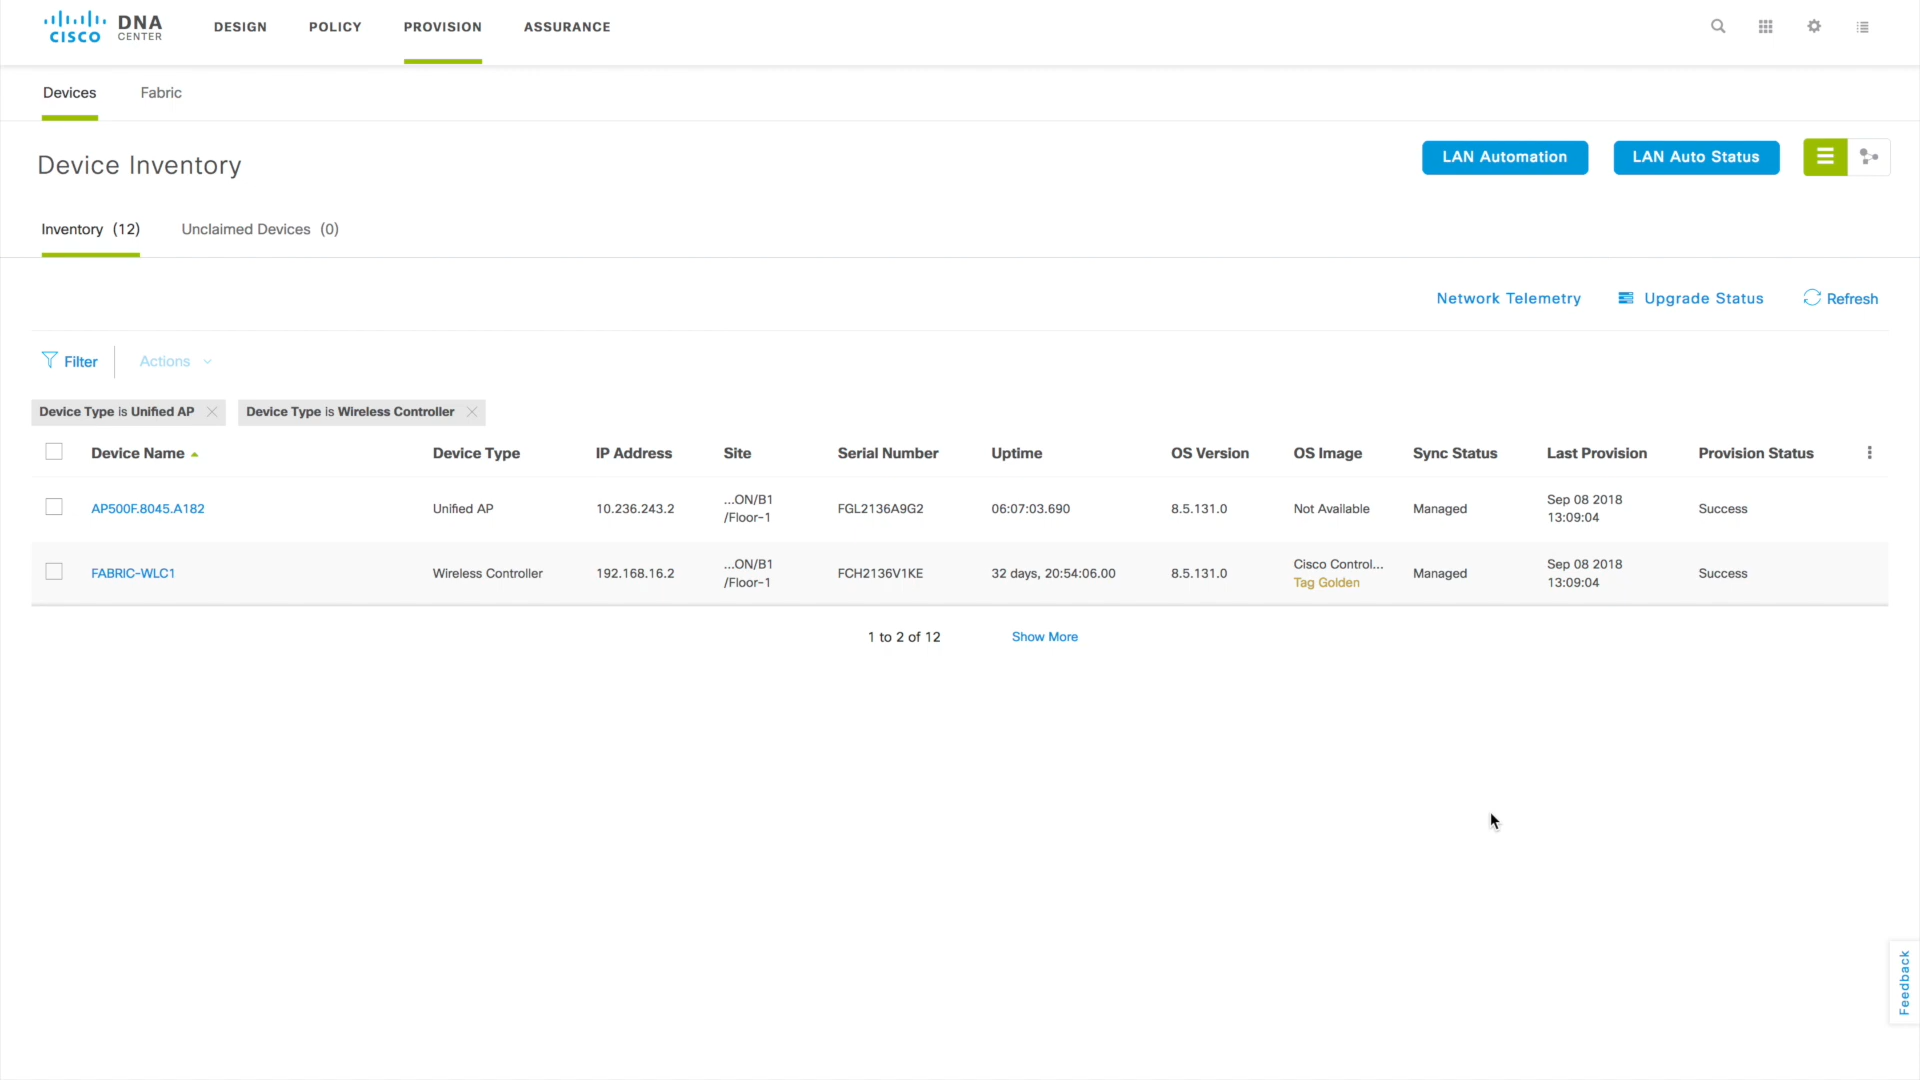 CISCO DNA CENTER DESIGN POLICY PROVISION ASSURANCE
Devices Fabric
Device Inventory LAN Automation LAN Auto Status
Inventory (12) Unclaimed Devices (0)
Network Telemetry Upgrade Status Refresh
Filter Actions
Device Type is Unified AP Device Type is Wireless Controller
Device Name Device Type IP Address Site Serial Number Uptime OS Version OS Image Sync Status Last Provision Provision Status
AP500F.8045.A182 Unified AP 10.236.243.2 ...ON/B1 /Floor-1 FGL2136A9G2 06:07:03.690 8.5.131.0 Not Available Managed Sep 08 2018 13:09:04 Success
FABRIC-WLC1 Wireless Controller 192.168.16.2 ...ON/B1 /Floor-1 FCH2136V1KE 32 days, 20:54:06.00 8.5.131.0 Cisco Control... Tag Golden Managed Sep 08 2018 13:09:04 Success
1 to 2 of 12 Show More
Feedback